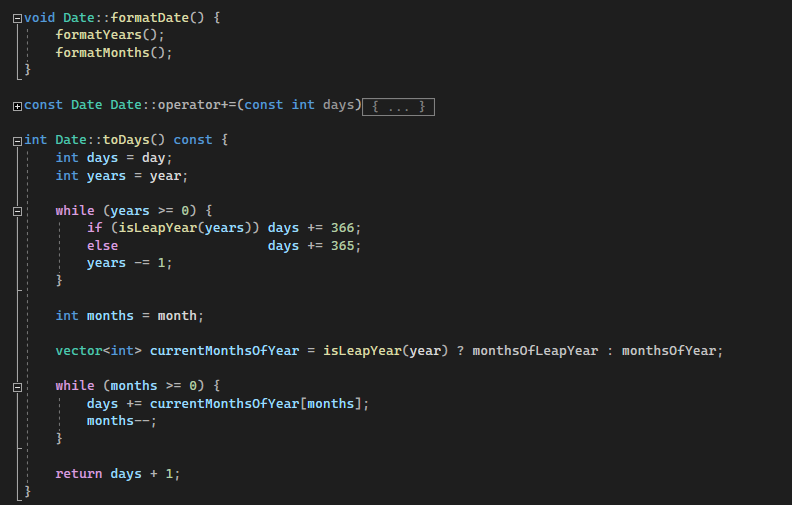 void Date::formatDate() {
    formatYears();
    formatMonths();
}

const Date Date::operator+=(const int days){ ... }

int Date::toDays() const {
    int days = day;
    int years = year;

    while (years >= 0) {
        if (isLeapYear(years)) days += 366;
        else                   days += 365;
        years -= 1;
    }

    int months = month;

    vector<int> currentMonthsOfYear = isLeapYear(year) ? monthsOfLeapYear : monthsOfYear;

    while (months >= 0) {
        days += currentMonthsOfYear[months];
        months--;
    }

    return days + 1;
}